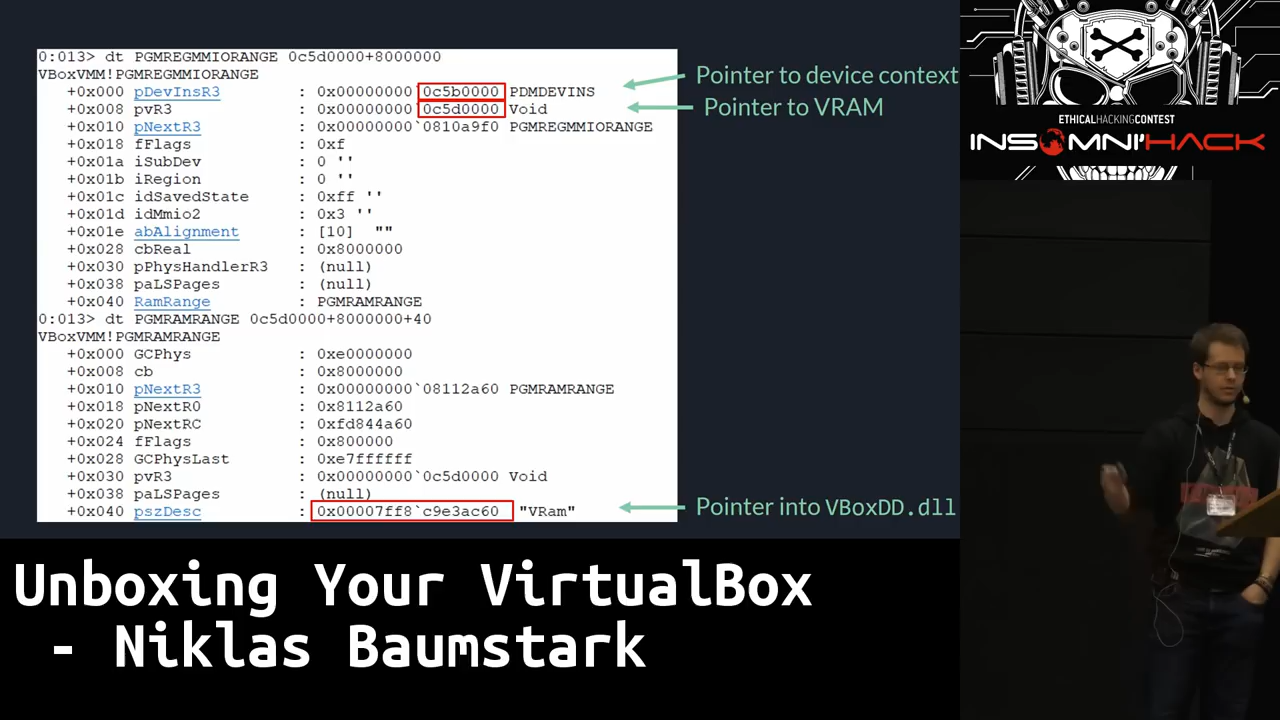 0:013> dt PGMREGMMIORANGE 0c5d0000+8000000
VBoxVMM!PGMREGMMIORANGE
+0x000 pDevInsR3 : 0x00000000`0c5b0000 PDMDEVINS
+0x008 pvR3 : 0x00000000`0c5d0000 Void
+0x010 pNextR3 : 0x00000000`0810a9f0 PGMREGMMIORANGE
+0x018 fFlags : 0xf
+0x01a iSubDev : 0 ''
+0x01b iRegion : 0 ''
+0x01c idSavedState : 0xff ''
+0x01d idMmio2 : 0x3 ''
+0x01e abAlignment : [10] ""
+0x028 cbReal : 0x8000000
+0x030 pPhysHandlerR3 : (null)
+0x038 paLSPages : (null)
+0x040 RamRange : PGMRAMRANGE
0:013> dt PGMRAMRANGE 0c5d0000+8000000+40
VBoxVMM!PGMRAMRANGE
+0x000 GCPhys : 0xe0000000
+0x008 cb : 0x8000000
+0x010 pNextR3 : 0x00000000`08112a60 PGMRAMRANGE
+0x018 pNextR0 : 0x8112a60
+0x020 pNextRC : 0xfd844a60
+0x024 fFlags : 0x800000
+0x028 GCPhysLast : 0xe7ffffff
+0x030 pvR3 : 0x00000000`0c5d0000 Void
+0x038 paLSPages : (null)
+0x040 pszDesc : 0x00007ff8`c9e3ac60 "VRam"
Pointer to device context
Pointer to VRAM
Pointer into VBoxDD.dll
ETHICALHACKINGCONTEST
INSOMNI'HACK
Unboxing Your VirtualBox
- Niklas Baumstark